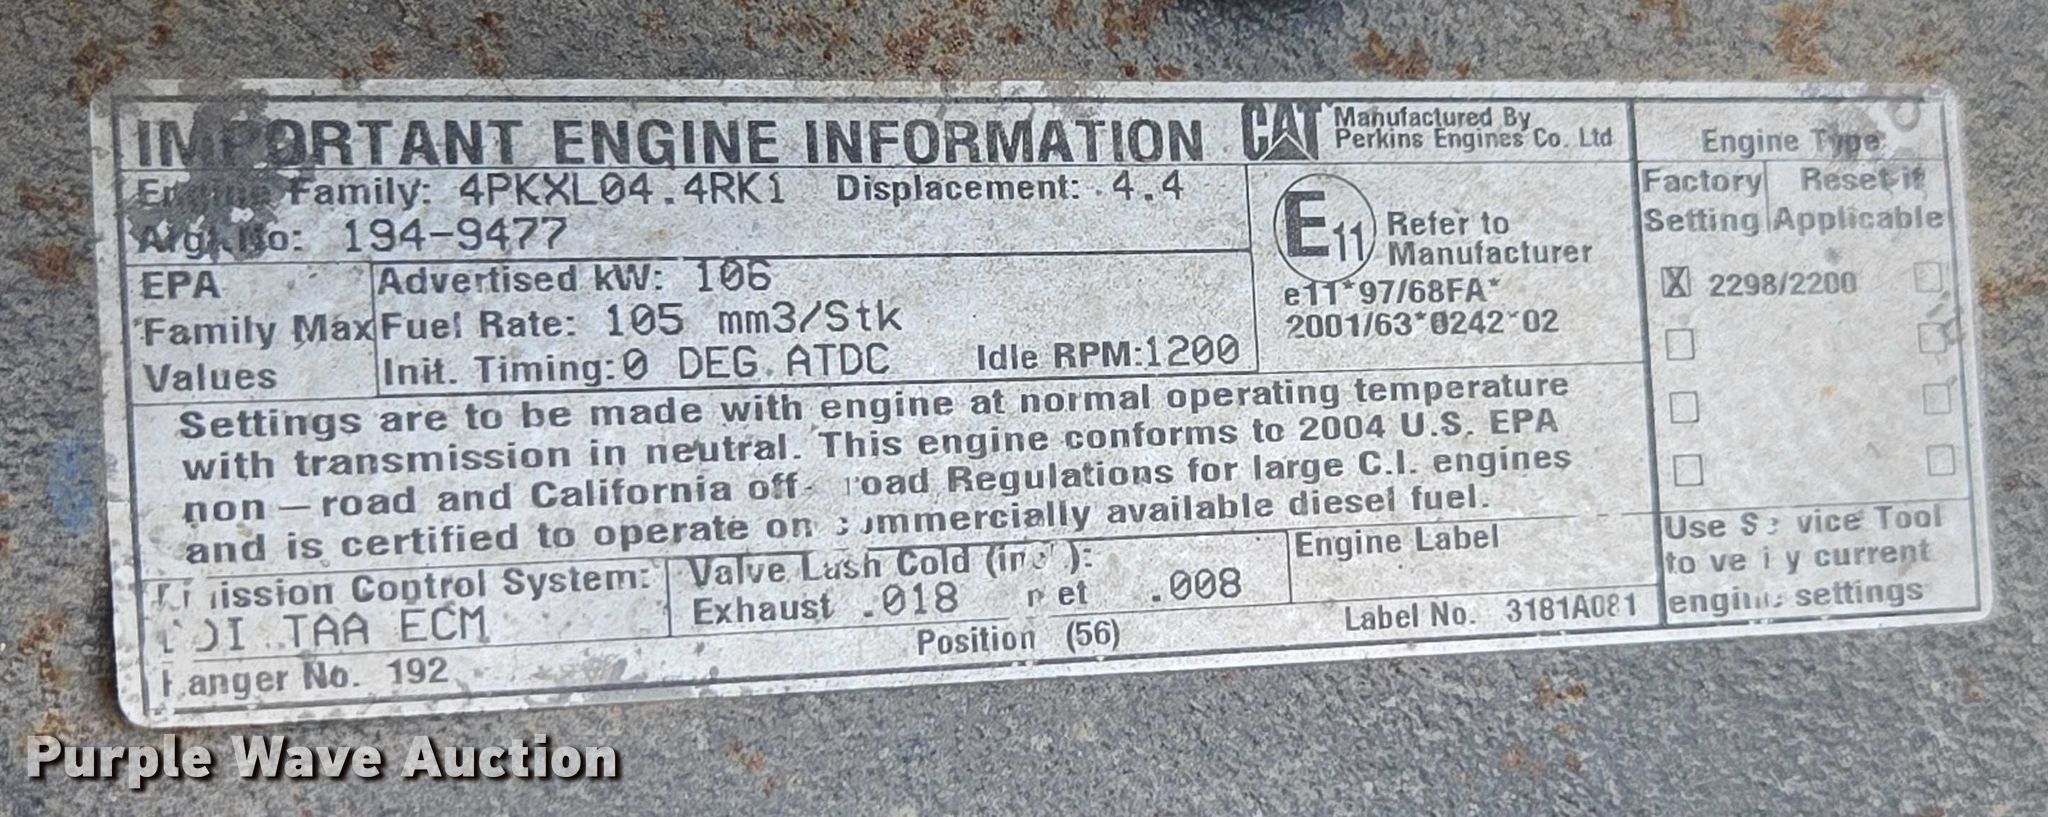 IMPORTANT ENGINE INFORMATION
CAT Manufactured By
Perkins Engines Co. Ltd
Engine Family: 4PKXL04.4RK1 Displacement: 4.4
No: 194-9477
EPA
Family Max
Values
Advertised kW: 106
Fuel Rate: 105 mm3/Stk
Init. Timing: 0 DEG. ATDC Idle RPM: 1200
E11 Refer to
Manufacturer
e11*97/68FA*
2001/63*0242*02
Engine Type
Factory Setting
Reset if Applicable
X 2298/2200
Settings are to be made with engine at normal operating temperature
with transmission in neutral. This engine conforms to 2004 U.S. EPA
non-road and California off-road Regulations for large C.I. engines
and is certified to operate on commercially available diesel fuel.
Emission Control System:
TAA ECM
Valve Lash Cold (inch):
Exhaust .018 Inlet .008
Engine Label
Use Service Tool
to verify current
engine settings
Hanger No. 192
Position (56)
Label No. 3181A081
Purple Wave Auction